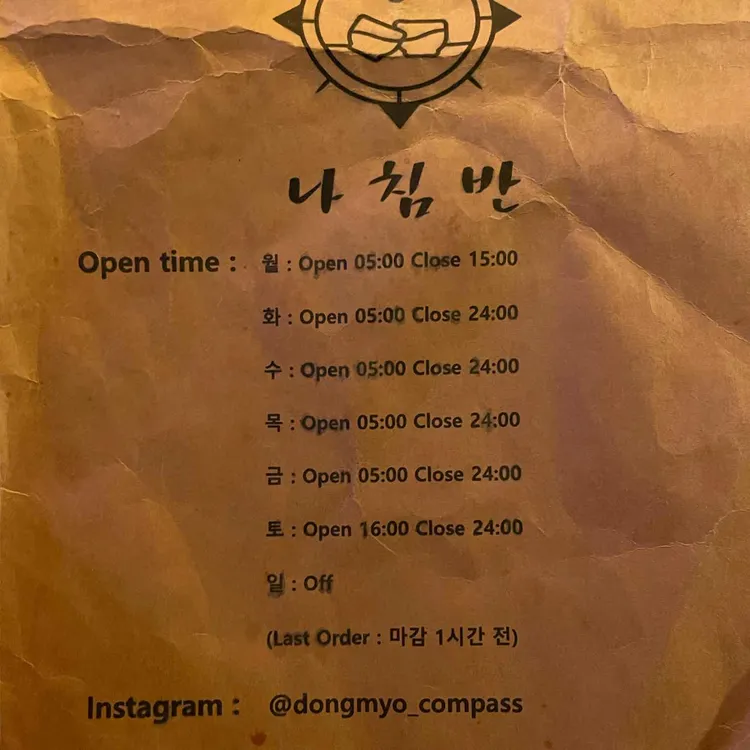 나침반
Open time : 월 : Open 05:00 Close 15:00
화 : Open 05:00 Close 24:00
수 : Open 05:00 Close 24:00
목 : Open 05:00 Close 24:00
금 : Open 05:00 Close 24:00
토 : Open 16:00 Close 24:00
일 : Off
(Last Order : 마감 1시간 전)
Instagram : @dongmyo_compass